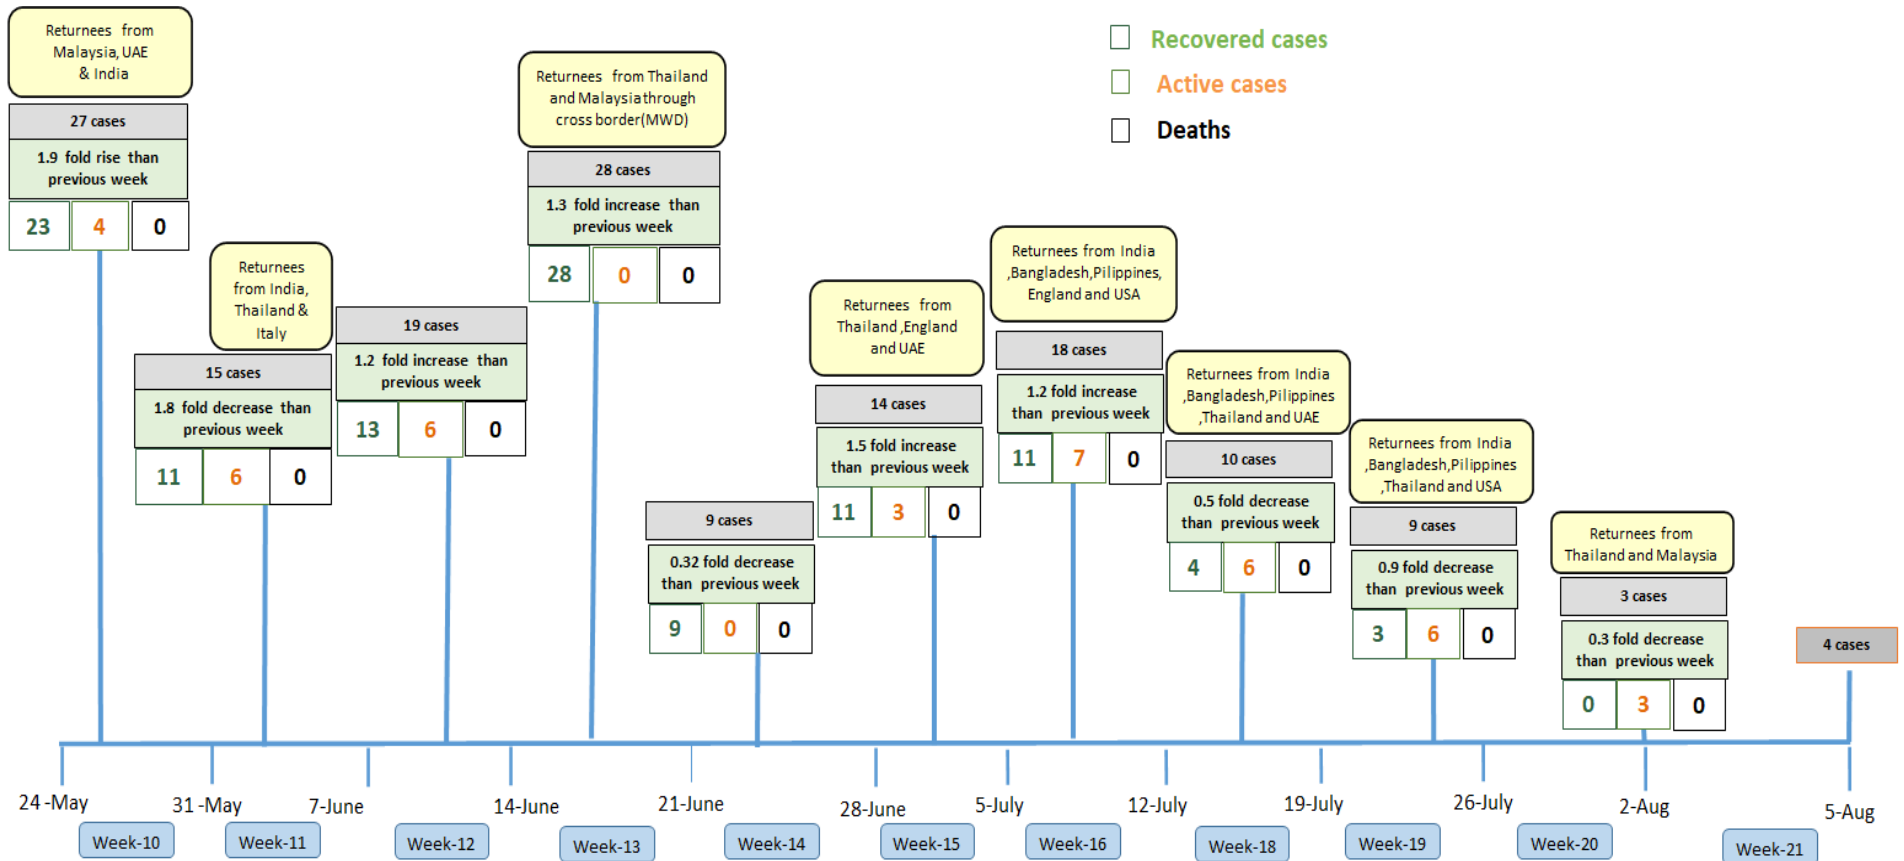 Returnees from
Malaysia, UAE
& India
27 cases
1.9 fold rise than
previous week
23 4 0
Returnees
from India,
Thailand &
Italy
15 cases
1.8 fold decrease than
previous week
11 6 0
19 cases
1.2 fold increase than
previous week
13 6 0
Returnees from Thailand
and Malaysia through
cross border(MWD)
28 cases
1.3 fold increase than
previous week
28 0 0
9 cases
0.32 fold decrease
than previous week
9 0 0
Returnees from
Thailand ,England
and UAE
14 cases
1.5 fold increase
than previous week
11 3 0
Returnees from India
,Bangladesh,Pilippines,
England and USA
18 cases
1.2 fold increase
than previous week
11 7 0
Returnees from India
,Bangladesh,Pilippines
,Thailand and UAE
10 cases
0.5 fold decrease
than previous week
4 6 0
Returnees from India
,Bangladesh,Pilippines
,Thailand and USA
9 cases
0.9 fold decrease
than previous week
3 6 0
Returnees from
Thailand and Malaysia
3 cases
0.3 fold decrease
than previous week
0 3 0
4 cases
Recovered cases
Active cases
Deaths
24-May 31-May 7-June 14-June 21-June 28-June 5-July 12-July 19-July 26-July 2-Aug 5-Aug
Week-10 Week-11 Week-12 Week-13 Week-14 Week-15 Week-16 Week-18 Week-19 Week-20 Week-21